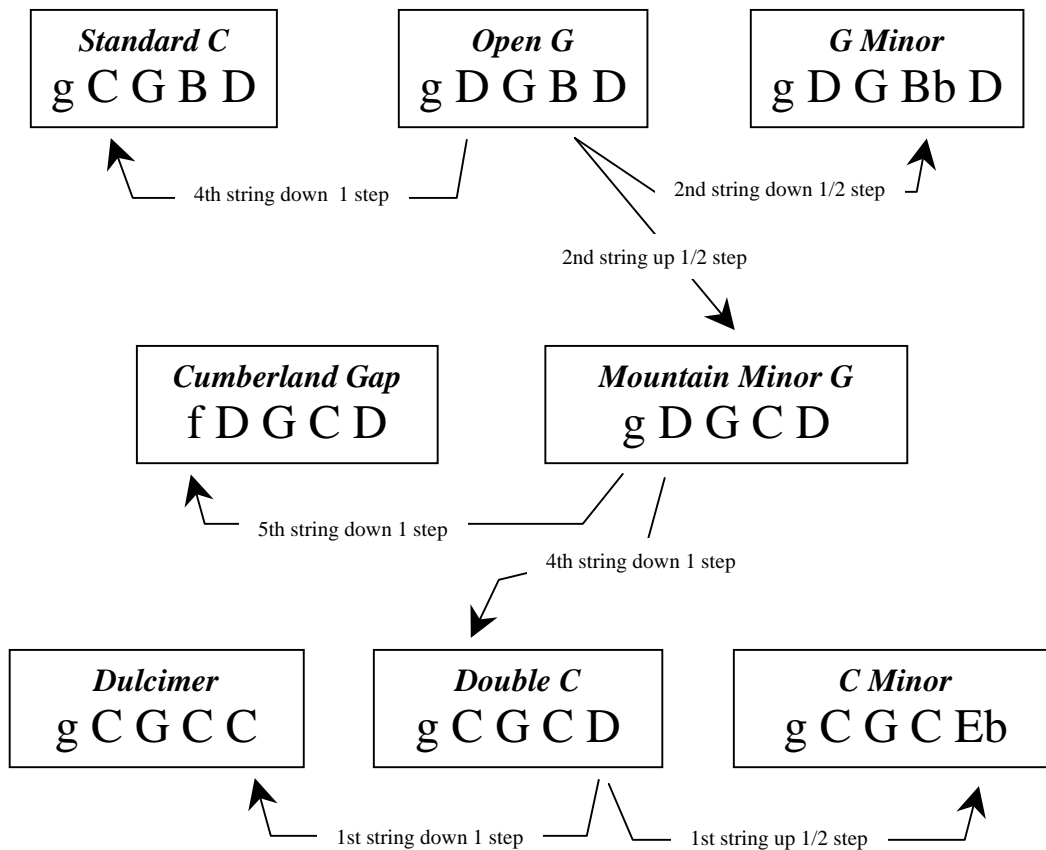 Standard C
g C G B D
Open G
g D G B D
G Minor
g D G Bb D
4th string down 1 step
2nd string down 1/2 step
2nd string up 1/2 step
Cumberland Gap
f D G C D
Mountain Minor G
g D G C D
5th string down 1 step
4th string down 1 step
Dulcimer
g C G C C
Double C
g C G C D
C Minor
g C G C Eb
1st string down 1 step
1st string up 1/2 step